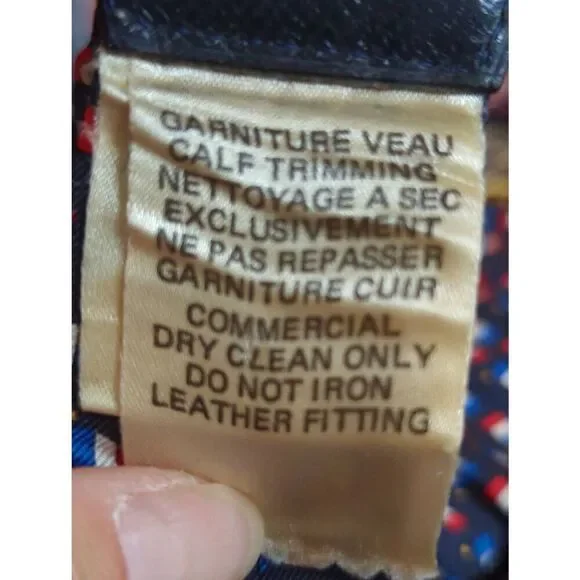 GARNITURE VEAU
CALF TRIMMING
NETTOYAGE A SEC
EXCLUSIVEMENT
NE PAS REPASSER
GARNITURE CUIR
COMMERCIAL
DRY CLEAN ONLY
DO NOT IRON
LEATHER FITTING